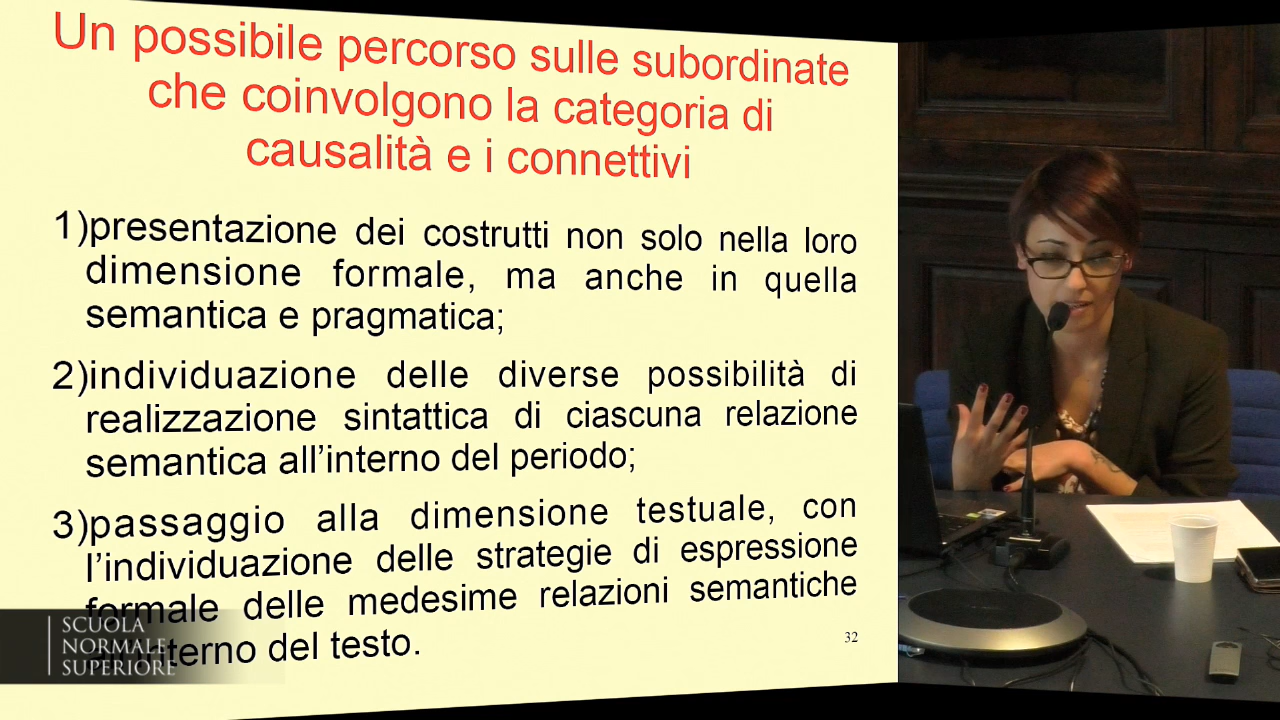 Un possibile percorso sulle subordinate
che coinvolgono la categoria di
causalità e i connettivi
1)presentazione dei costrutti non solo nella loro
dimensione formale, ma anche in quella
semantica e pragmatica;
2)individuazione delle diverse possibilità di
realizzazione sintattica di ciascuna relazione
semantica all'interno del periodo;
3)passaggio alla dimensione testuale, con
l'individuazione delle strategie di espressione
formale delle medesime relazioni semantiche
all'interno del testo.
32
SCUOLA
NORMALE
SUPERIORE